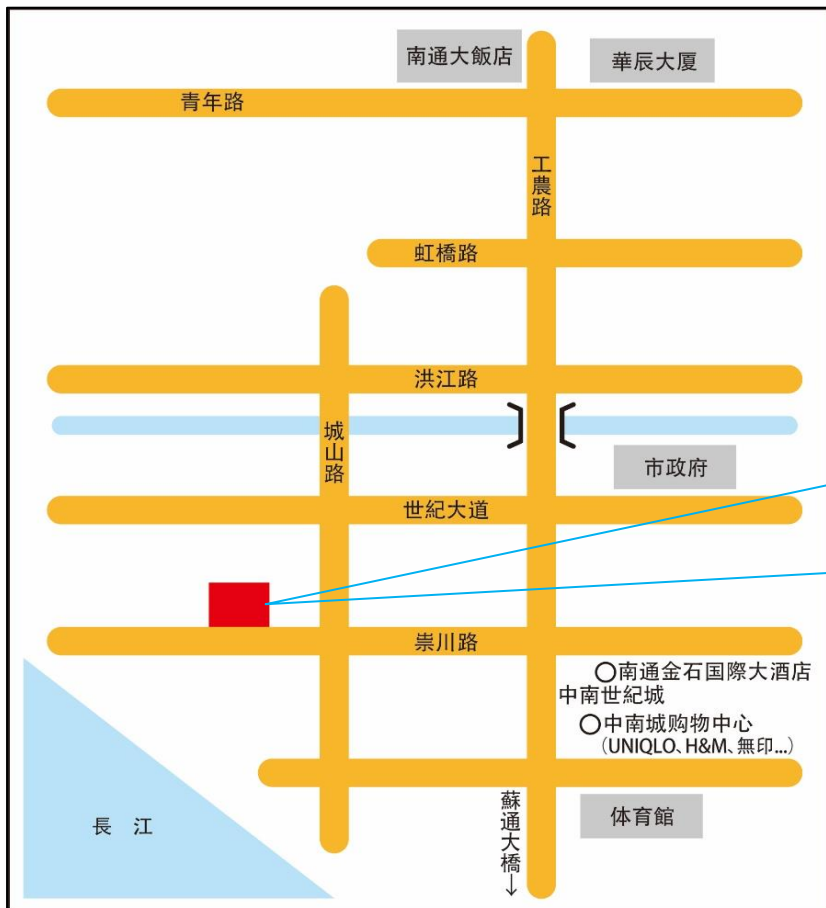 南通大飯店
華辰大厦
青年路
工農路
虹橋路
洪江路
城山路
市政府
世紀大道
崇川路
○南通金石国際大酒店
中南世紀城
○中南城购物中心
(UNIQLO、H&M、無印...)
蘇通大橋↓
体育館
長 江